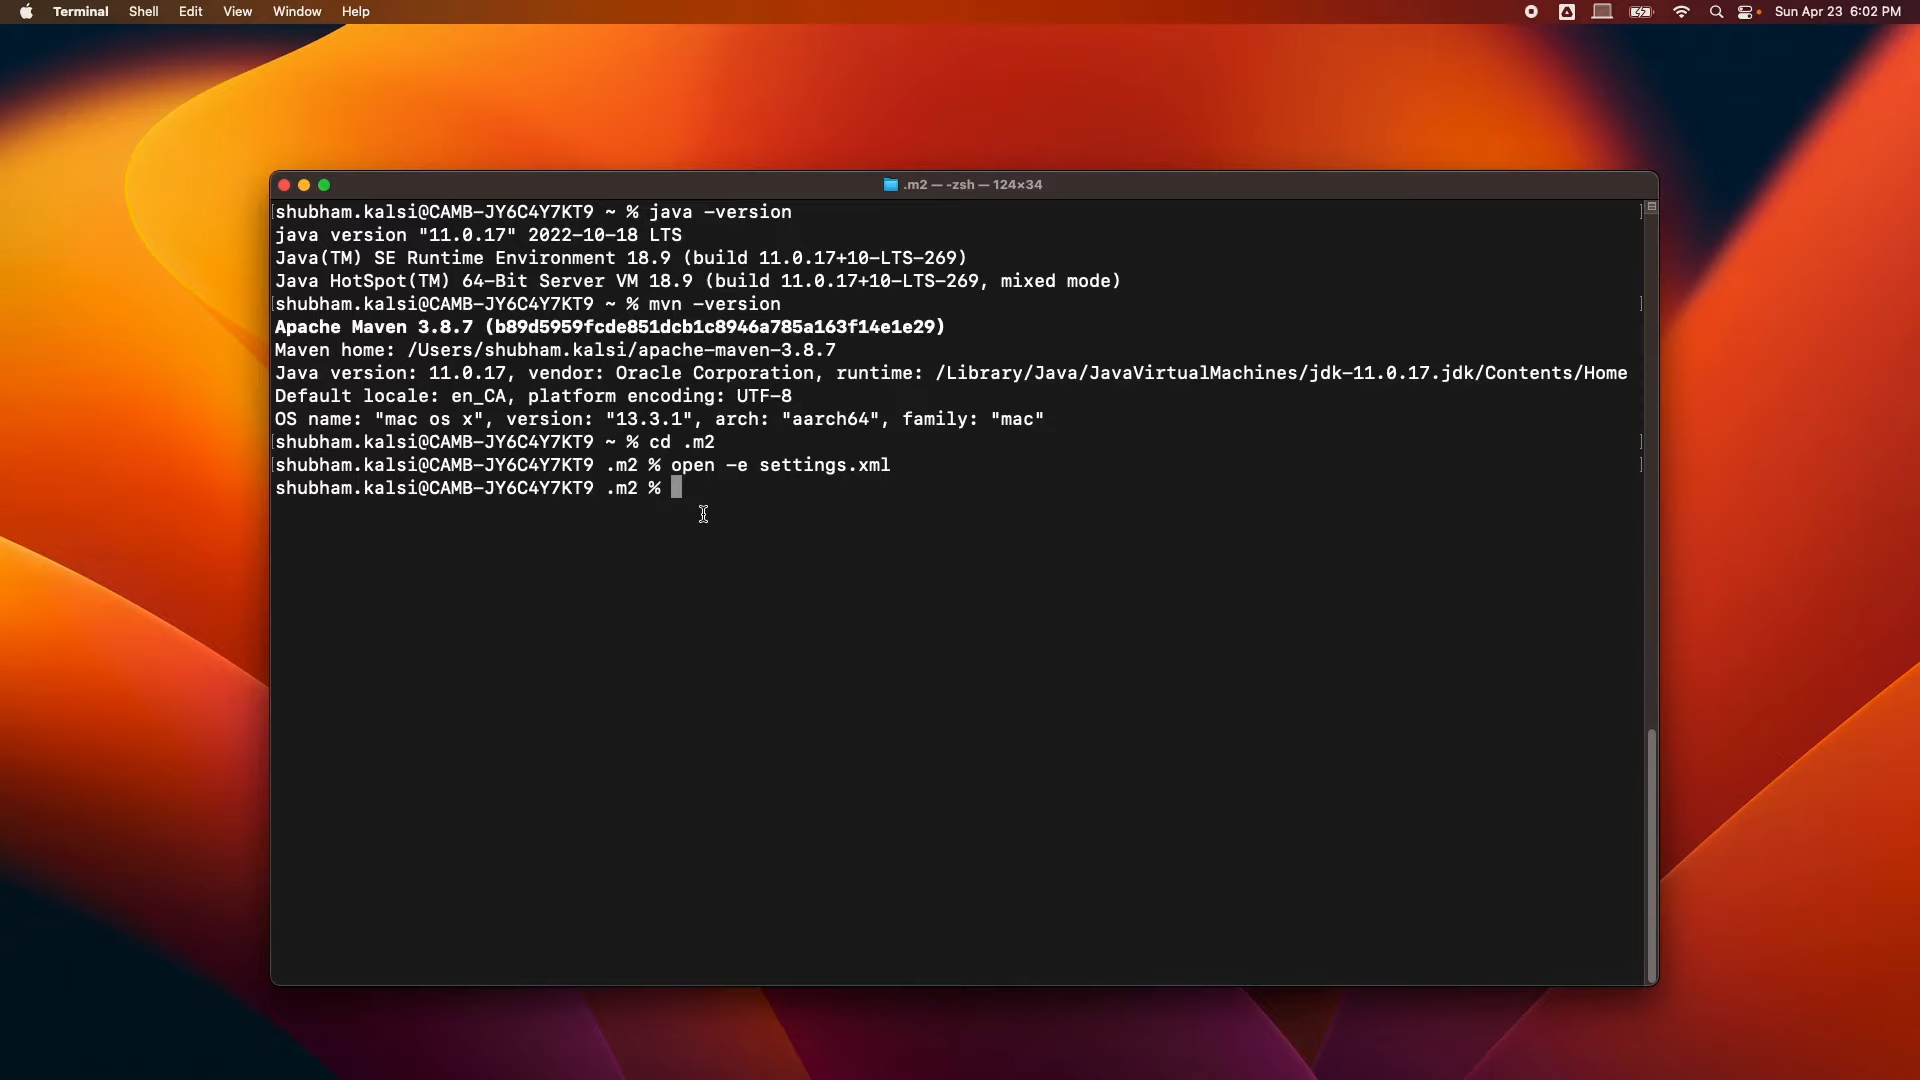 Terminal Shell Edit View Window Help Sun Apr 23 6:02 PM
.m2 — -zsh — 124×34
shubham.kalsi@CAMB-JY6C4Y7KT9 ~ % java -version
java version "11.0.17" 2022-10-18 LTS
Java(TM) SE Runtime Environment 18.9 (build 11.0.17+10-LTS-269)
Java HotSpot(TM) 64-Bit Server VM 18.9 (build 11.0.17+10-LTS-269, mixed mode)
shubham.kalsi@CAMB-JY6C4Y7KT9 ~ % mvn -version
Apache Maven 3.8.7 (b89d5959fcde851dcb1c8946a785a163f14e1e29)
Maven home: /Users/shubham.kalsi/apache-maven-3.8.7
Java version: 11.0.17, vendor: Oracle Corporation, runtime: /Library/Java/JavaVirtualMachines/jdk-11.0.17.jdk/Contents/Home
Default locale: en_CA, platform encoding: UTF-8
OS name: "mac os x", version: "13.3.1", arch: "aarch64", family: "mac"
shubham.kalsi@CAMB-JY6C4Y7KT9 ~ % cd .m2
shubham.kalsi@CAMB-JY6C4Y7KT9 .m2 % open -e settings.xml
shubham.kalsi@CAMB-JY6C4Y7KT9 .m2 %